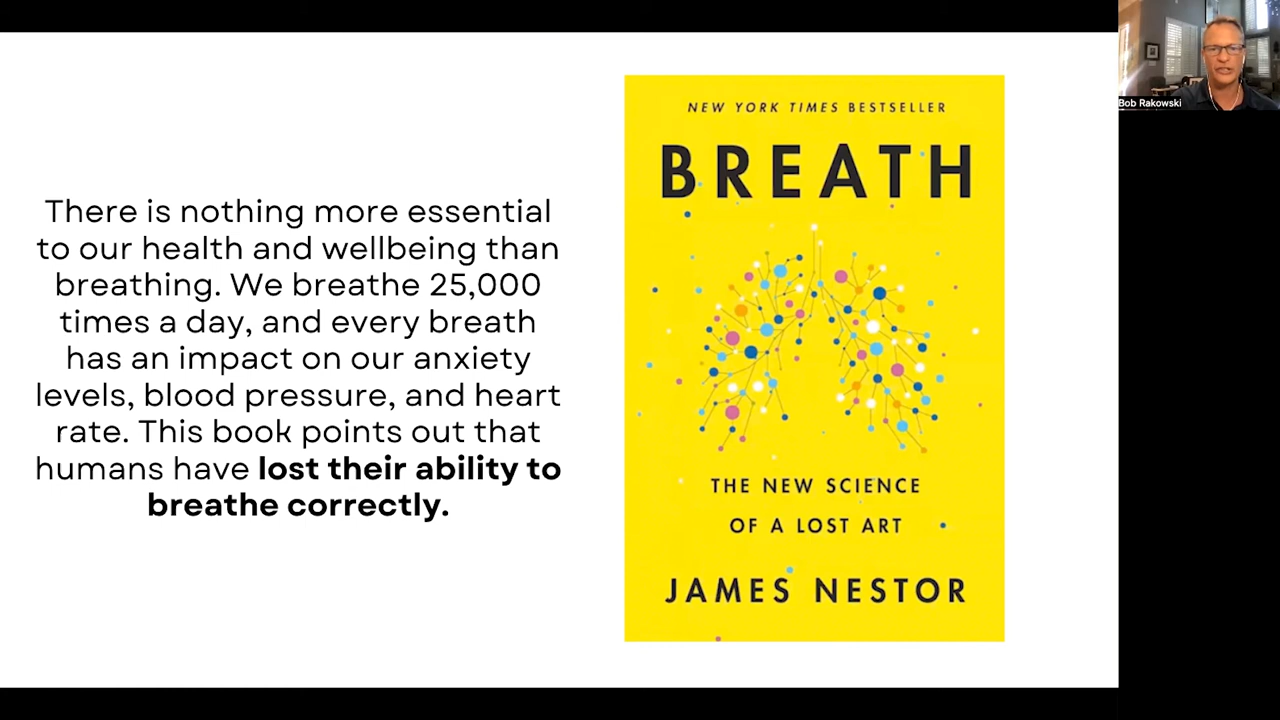 There is nothing more essential
to our health and wellbeing than
breathing. We breathe 25,000
times a day, and every breath
has an impact on our anxiety
levels, blood pressure, and heart
rate. This book points out that
humans have lost their ability to
breathe correctly.
NEW YORK TIMES BESTSELLER
BREATH
THE NEW SCIENCE
OF A LOST ART
JAMES NESTOR
Bob Rakowski